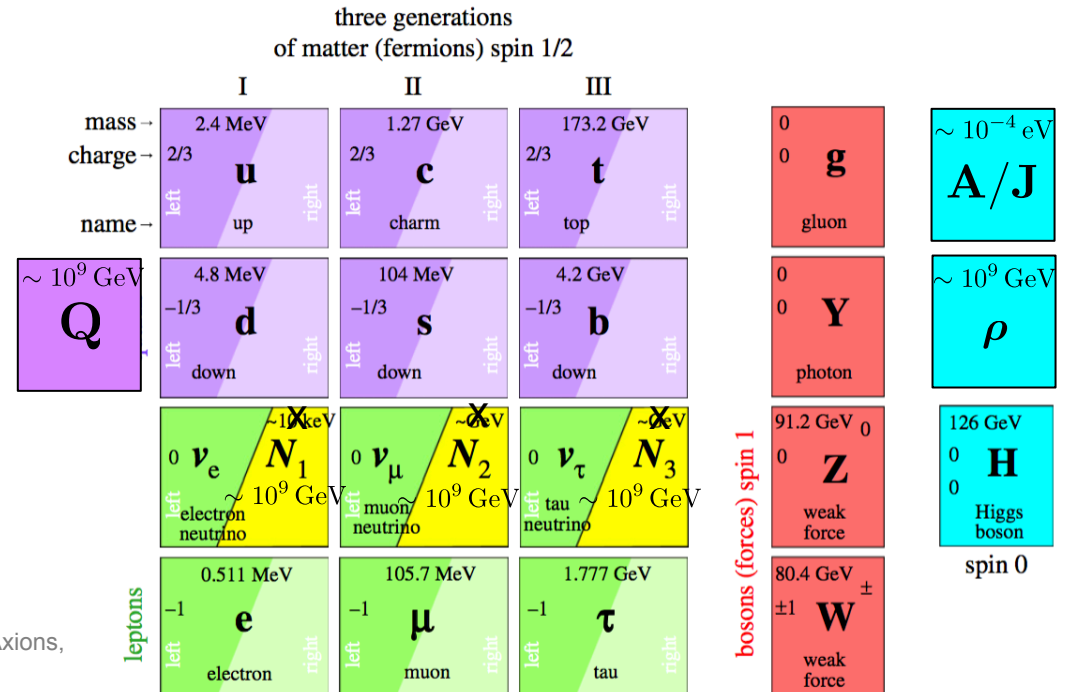 three generations
of matter (fermions) spin 1/2
I II III
mass→
charge→
name→
2.4 MeV
2/3
u
left
right
up
1.27 GeV
2/3
c
charm
173.2 GeV
2/3
t
right
top
0
0
g
gluon
∼ 10⁻⁴ eV
A/J
∼ 10⁹ GeV
Q
4.8 MeV
−1/3
d
left
right
down
104 MeV
−1/3
s
down
4.2 GeV
−1/3
b
right
down
0
0
Y
photon
∼ 10⁹ GeV
ρ
0 νe
left
electron
neutrino
N1
∼ 10⁹ GeV
0 νμ
muon
neutrino
~GeV
X
N2
∼ 10⁹ GeV
0 ντ
left
tau
neutrino
~GeV
X
N3
∼ 10⁹ GeV
91.2 GeV 0
0
Z
weak
force
126 GeV
0
0
H
Higgs
boson
spin 0
leptons
0.511 MeV
−1
e
left
right
electron
105.7 MeV
−1
μ
left
right
muon
1.777 GeV
−1
τ
left
right
tau
bosons (forces) spin 1
80.4 GeV ±
±1
W
weak
force